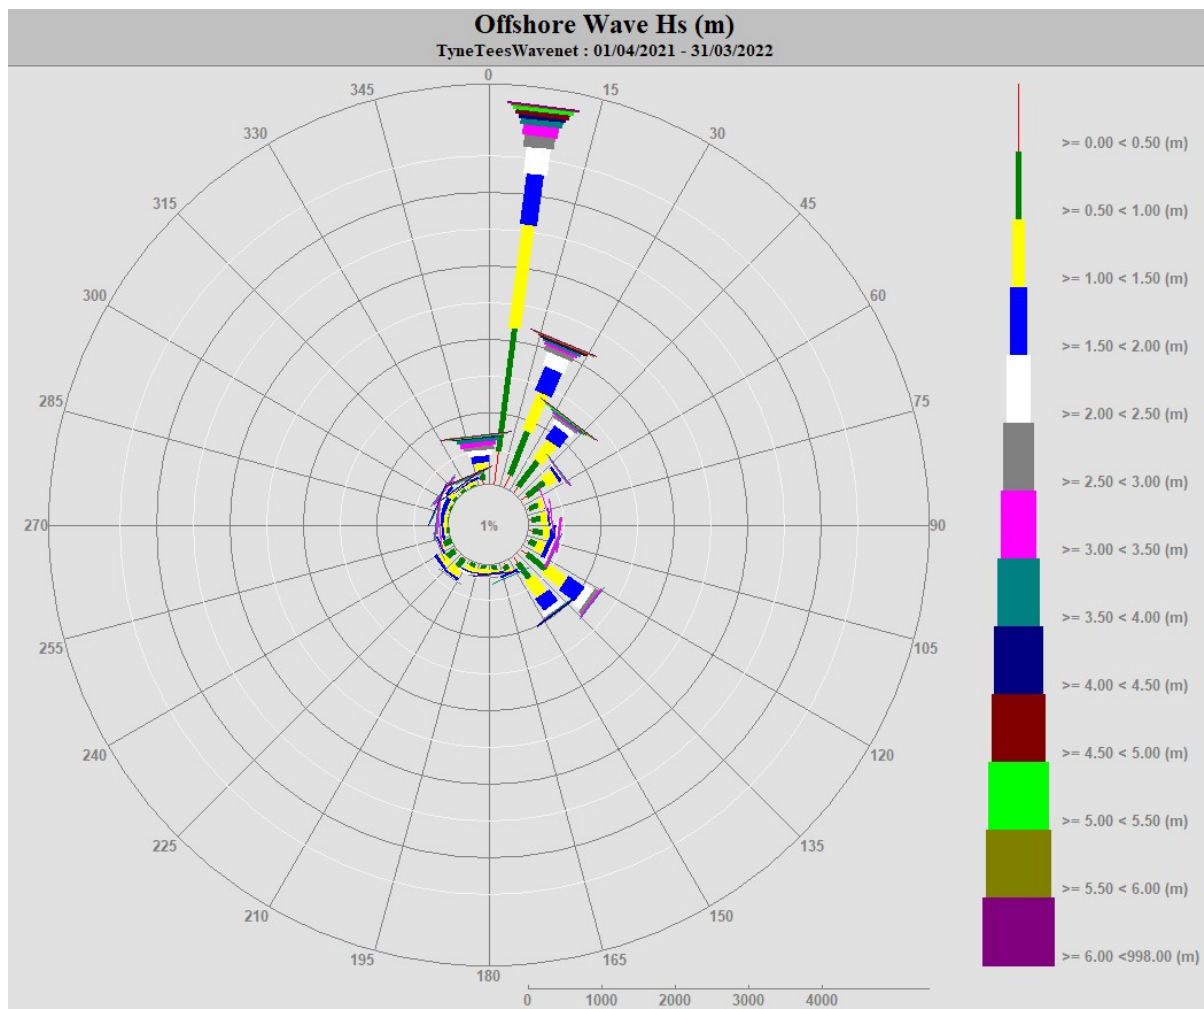 Offshore Wave Hs (m)
TyneTeesWavenet : 01/04/2021 - 31/03/2022
0
15
30
45
60
75
90
105
120
135
150
165
180
195
210
225
240
255
270
285
300
315
330
345
1%
>= 0.00 < 0.50 (m)
>= 0.50 < 1.00 (m)
>= 1.00 < 1.50 (m)
>= 1.50 < 2.00 (m)
>= 2.00 < 2.50 (m)
>= 2.50 < 3.00 (m)
>= 3.00 < 3.50 (m)
>= 3.50 < 4.00 (m)
>= 4.00 < 4.50 (m)
>= 4.50 < 5.00 (m)
>= 5.00 < 5.50 (m)
>= 5.50 < 6.00 (m)
>= 6.00 <998.00 (m)
0 1000 2000 3000 4000